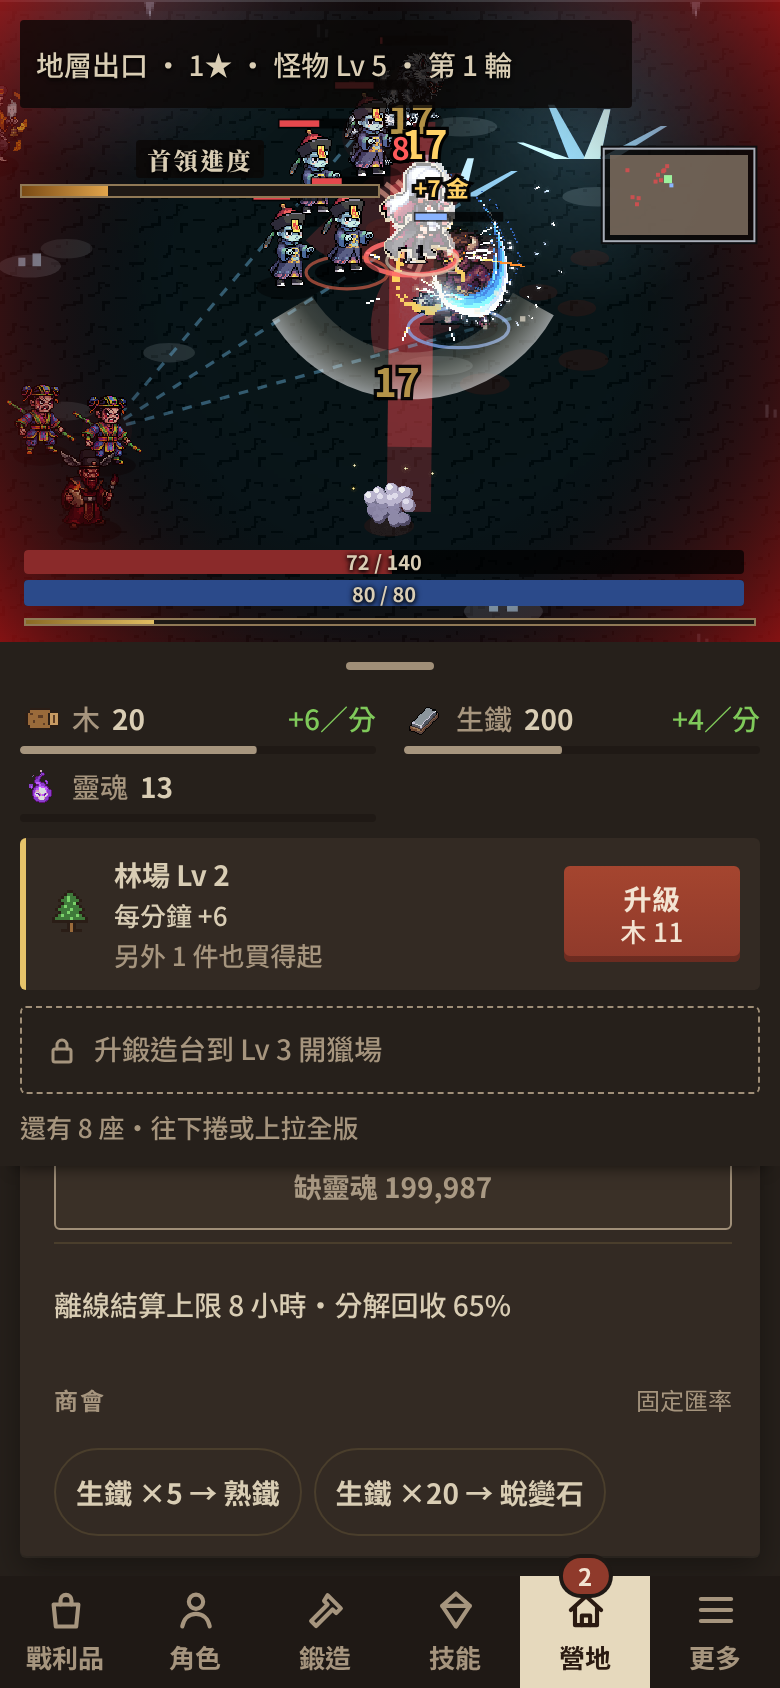 地層出口 · 1★ · 怪物 Lv 5 · 第 1 輪
首領進度
17
8
17
+7 金
17
72 / 140
80 / 80
木 20 +6／分
生鐵 200 +4／分
靈魂 13
林場 Lv 2
每分鐘 +6
另外 1 件也買得起
升級
木 11
升鍛造台到 Lv 3 開獵場
還有 8 座・往下捲或上拉全版
缺靈魂 199,987
離線結算上限 8 小時・分解回收 65%
商會 固定匯率
生鐵 ×5 → 熟鐵
生鐵 ×20 → 蛻變石
2
戰利品
角色
鍛造
技能
營地
更多